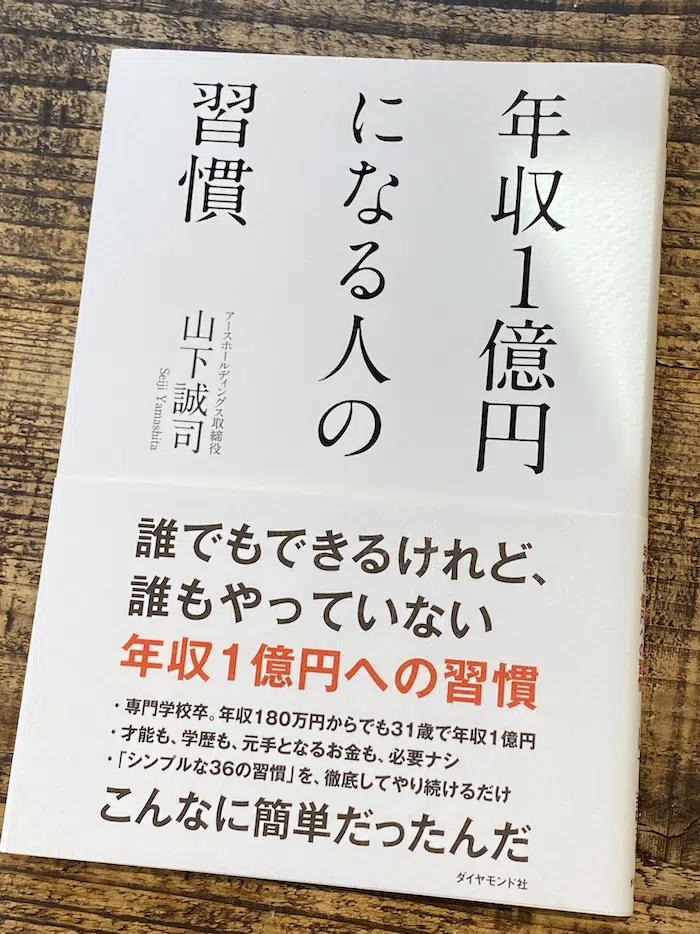 年収1億円
になる人の
習慣
アースホールディングス取締役
山下誠司
Seiji Yamashita
誰でもできるけれど、
誰もやっていない
年収1億円への習慣
・専門学校卒。年収180万円からでも31歳で年収1億円
・才能も、学歴も、元手となるお金も、必要ナシ
・「シンプルな36の習慣」を、徹底してやり続けるだけ
こんなに簡単だったんだ
ダイヤモンド社